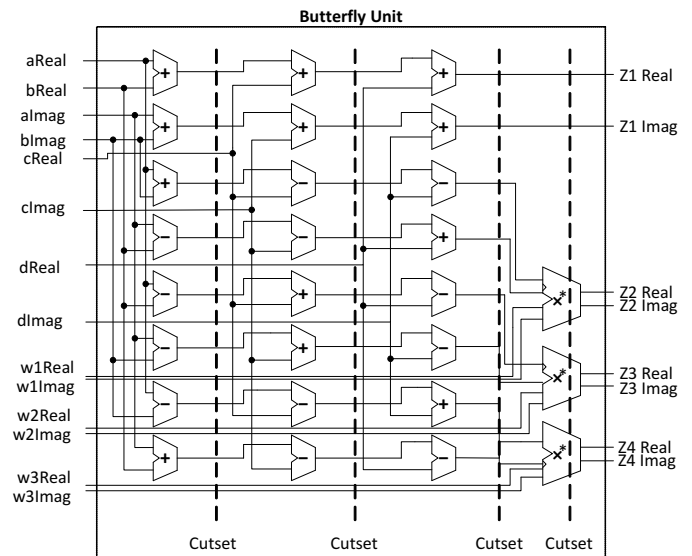 Butterfly Unit
aReal
bReal
aImag
bImag
cReal
cImag
dReal
dImag
w1Real
w1Imag
w2Real
w2Imag
w3Real
w3Imag
+ + +
+ + +
+ − −
− − +
− + −
− + −
− − +
+ − −
×*
×*
×*
Z1 Real
Z1 Imag
Z2 Real
Z2 Imag
Z3 Real
Z3 Imag
Z4 Real
Z4 Imag
Cutset Cutset Cutset Cutset